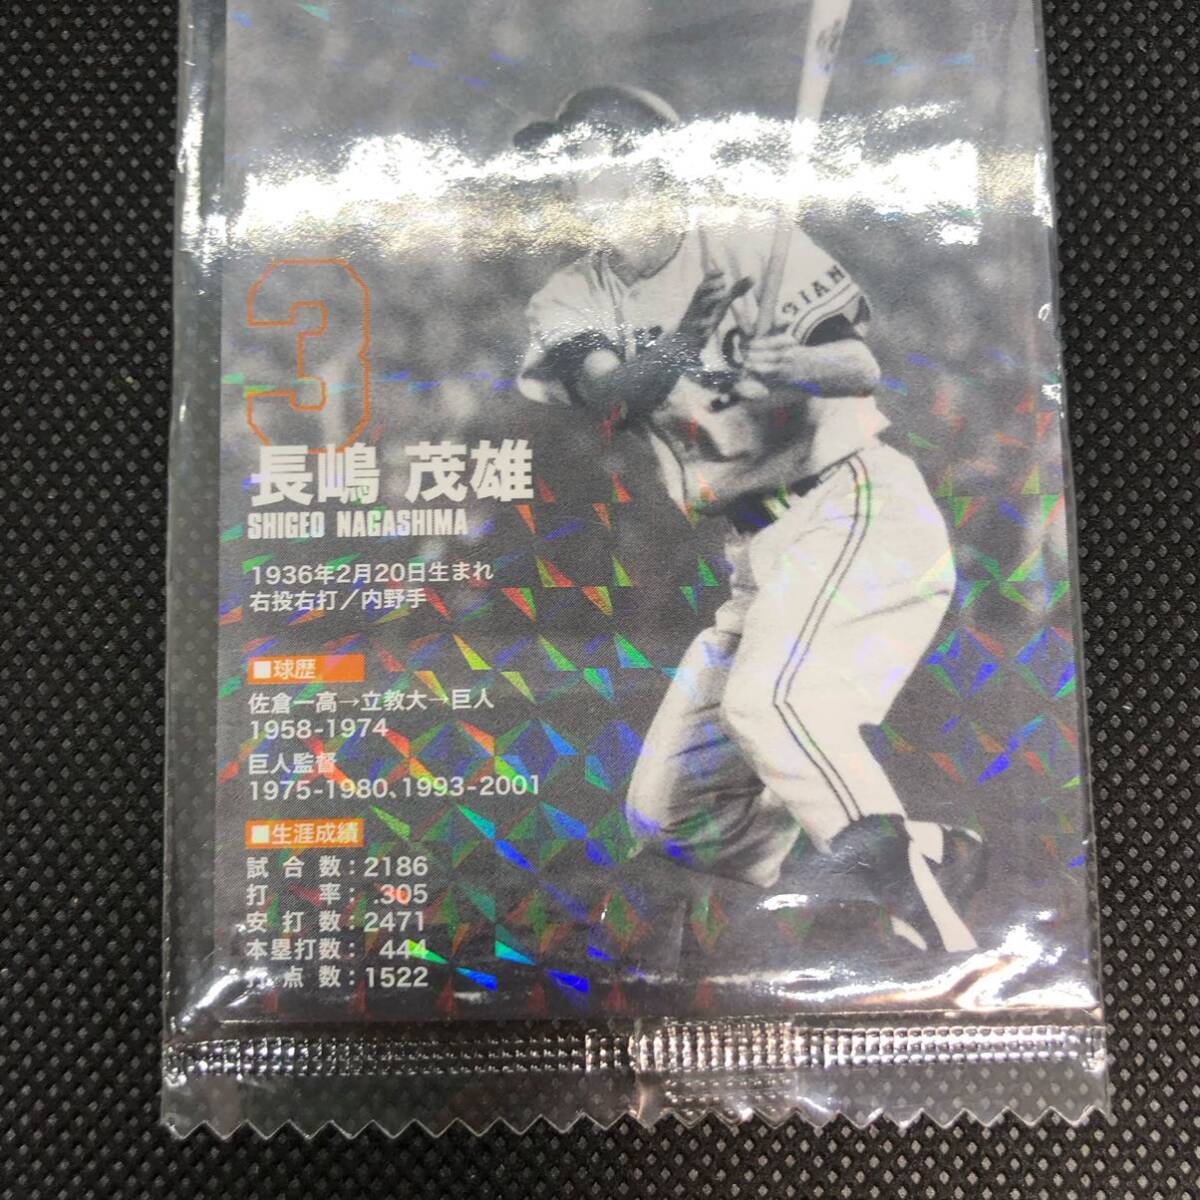 GIAN
3
長嶋 茂雄
SHIGEO NAGASHIMA
1936年2月20日生まれ
右投右打／内野手
■球歴
佐倉一高→立教大→巨人
1958-1974
巨人監督
1975-1980、1993-2001
■生涯成績
試合数：2186
打率：.305
安打数：2471
本塁打数：444
打点数：1522